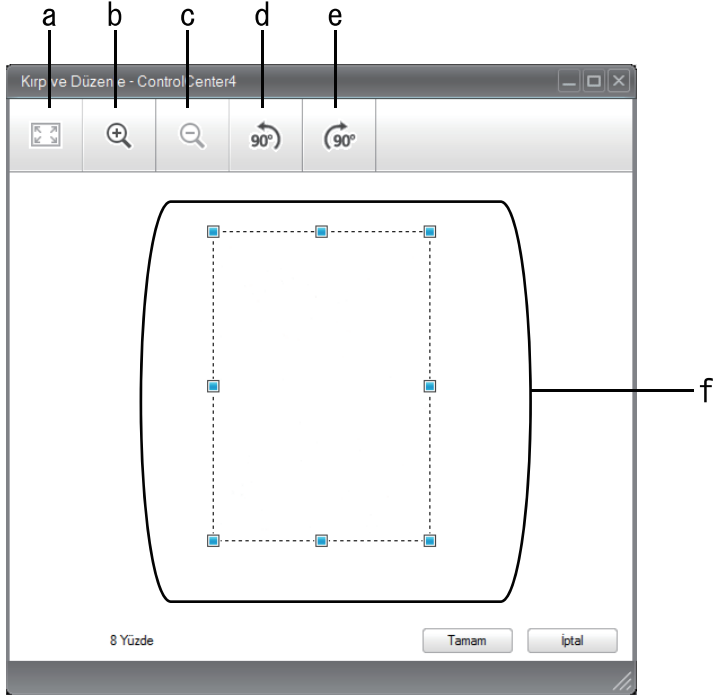 a b c d e
Kırp ve Düzenle - ControlCenter4
90° 90°
f
8 Yüzde Tamam İptal